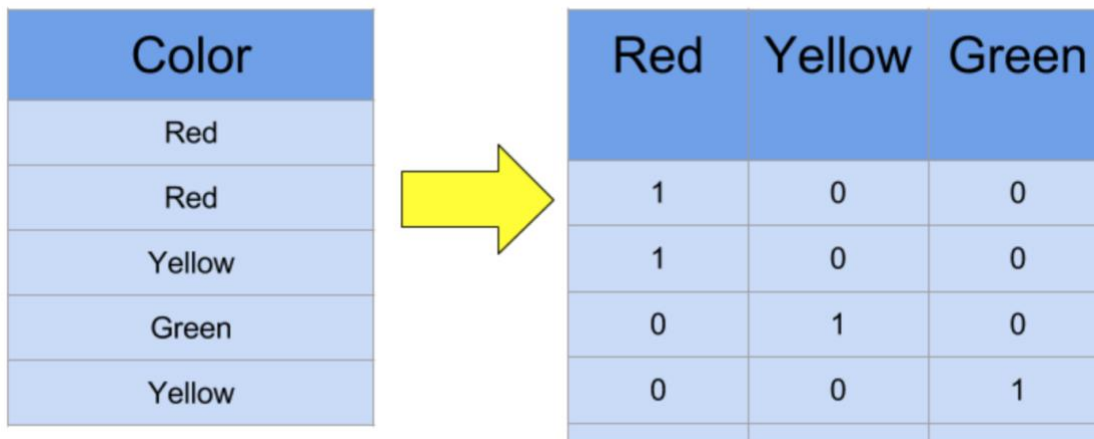 Color
Red
Red
Yellow
Green
Yellow
Red Yellow Green
1 0 0
1 0 0
0 1 0
0 0 1